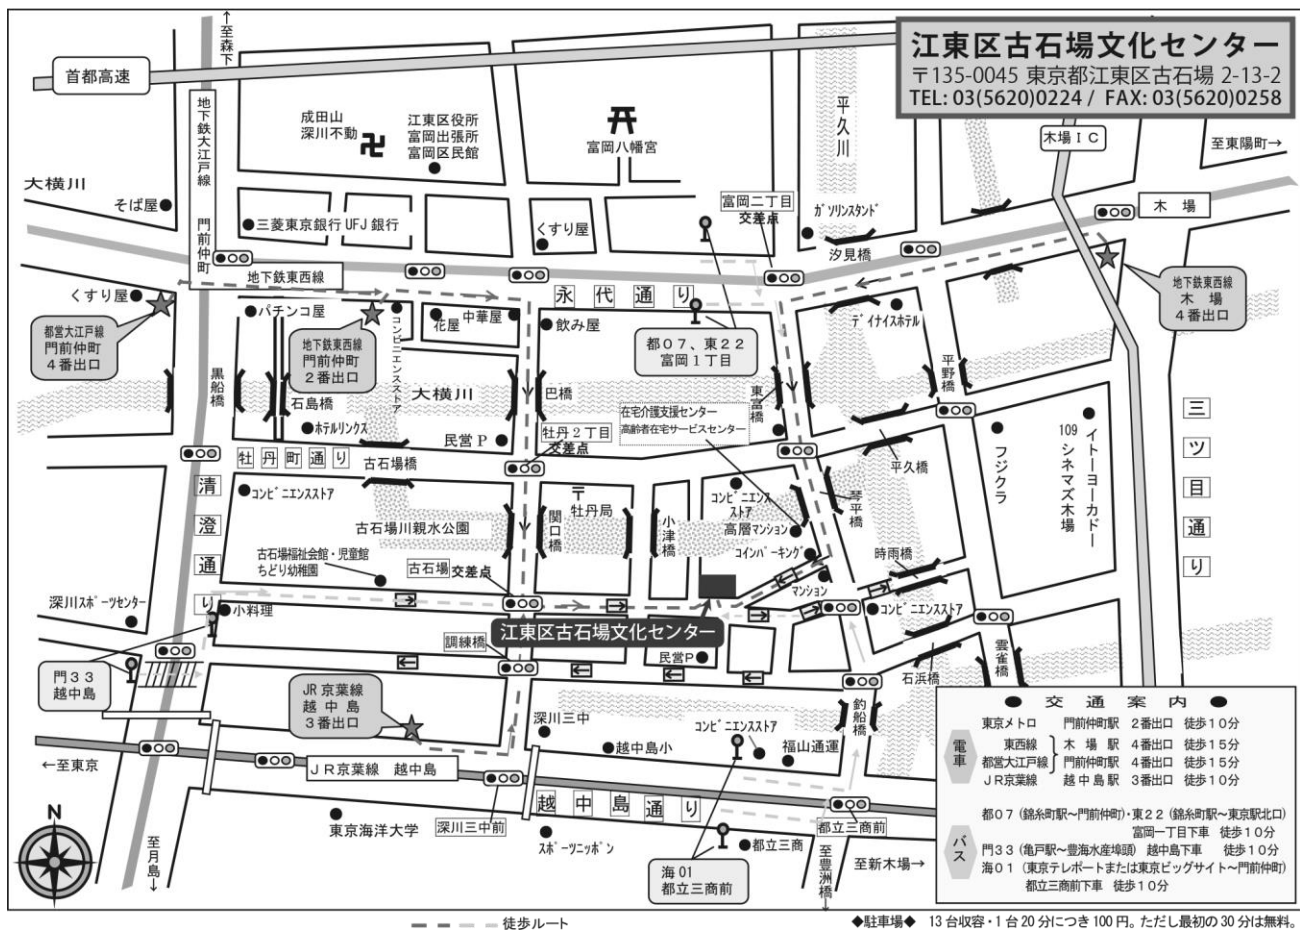 江東区古石場文化センター
〒135-0045 東京都江東区古石場 2-13-2
TEL: 03(5620)0224 / FAX: 03(5620)0258
←至森下
首都高速
地下鉄大江戸線 門前仲町
成田山
深川不動
江東区役所
富岡出張所
富岡区民館
富岡八幡宮
平久川
木場ＩＣ
至東陽町→
大横川
そば屋
三菱東京銀行 UFJ 銀行
くすり屋
富岡二丁目
交差点
ｶﾞｿﾘﾝｽﾀﾝﾄﾞ
汐見橋
木 場
地下鉄東西線
永代通り
くすり屋
都営大江戸線
門前仲町
４番出口
パチンコ屋
地下鉄東西線
門前仲町
２番出口
コンビニエンスストア
花屋
中華屋
飲み屋
都０７、東２２
富岡１丁目
デイナイスホテル
地下鉄東西線
木 場
４番出口
黒船橋
石島橋
大横川
巴橋
東富橋
平野橋
在宅介護支援センター
高齢者在宅サービスセンター
ホテルリンクス
民営Ｐ
牡丹２丁目
交差点
牡丹町通り
古石場橋
平久橋
フジクラ
109
シネマズ木場
イトーヨーカドー
三ツ目通り
清澄通り
コンビニエンスストア
古石場川親水公園
関口橋
〒
牡丹局
小津橋
コンビニエンス
ストア
高層マンション
コインパーキング
琴平橋
時雨橋
古石場福祉会館・児童館
ちどり幼稚園
古石場
交差点
マンション
コンビニエンスストア
深川スポーツセンター
小料理
江東区古石場文化センター
調練橋
民営P
石浜橋
雲雀橋
門３３
越中島
JR 京葉線
越 中 島
３番出口
深川三中
越中島小
コンビニエンスストア
福山通運
釣船橋
←至東京
ＪＲ京葉線 越中島
越中島通り
東京海洋大学
深川三中前
スポーツニッポン
都立三商
都立三商前
海 01
都立三商前
至月島→
至豊洲橋→
至新木場→
N
● 交 通 案 内 ●
電車
東京メトロ 門前仲町駅 ２番出口 徒歩１０分
東西線 木 場 駅 ４番出口 徒歩１５分
都営大江戸線 門前仲町駅 ４番出口 徒歩１５分
ＪＲ京葉線 越 中 島 駅 ３番出口 徒歩１０分
バス
都０７（錦糸町駅～門前仲町）・東２２（錦糸町駅～東京駅北口）
富岡一丁目下車 徒歩１０分
門３３（亀戸駅～豊海水産埠頭） 越中島下車 徒歩１０分
海０１（東京テレポートまたは東京ビッグサイト～門前仲町）
都立三商前下車 徒歩１０分
徒歩ルート
◆駐車場◆ 13 台収容・1 台 20 分につき 100 円。ただし最初の 30 分は無料。